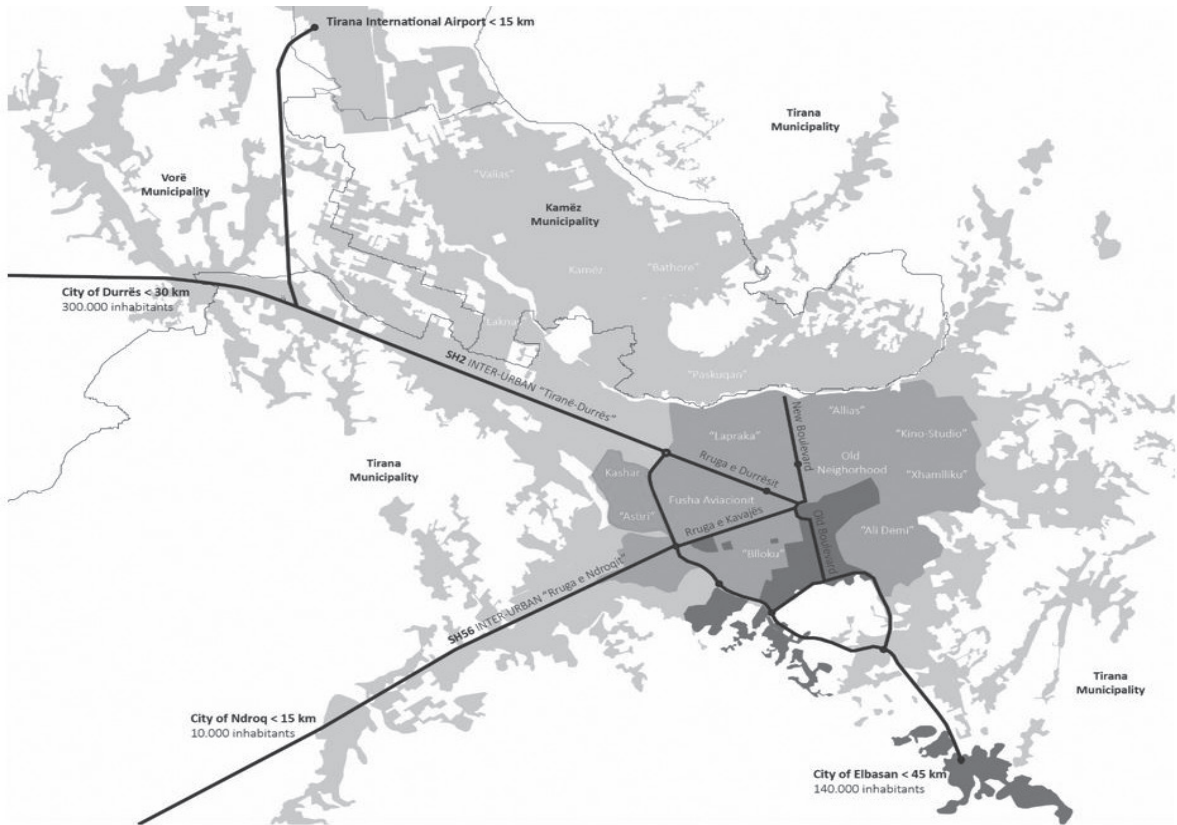 Tirana International Airport < 15 km
Tirana
Municipality
"Valias"
Vorë
Municipality
Kamëz
Municipality
Kamëz
"Bathore"
City of Durrës < 30 km
300.000 inhabitants
Lakna
SH2 INTER-URBAN "Tiranë-Durrës"
"Paskuqan"
New Boulevard
"Allias"
"Lapraka"
"Kino-Studio"
Rruga e Durrësit
Old
Neighorhood
Tirana
Municipality
Kashar
"Xhamlliku"
Fusha Aviacionit
"Astiri"
Rruga e Kavajës
Old Boulevard
"Ali Demi"
"Blloku"
SH56 INTER-URBAN "Rruga e Ndroqit"
Tirana
Municipality
City of Ndroq < 15 km
10.000 inhabitants
City of Elbasan < 45 km
140.000 inhabitants